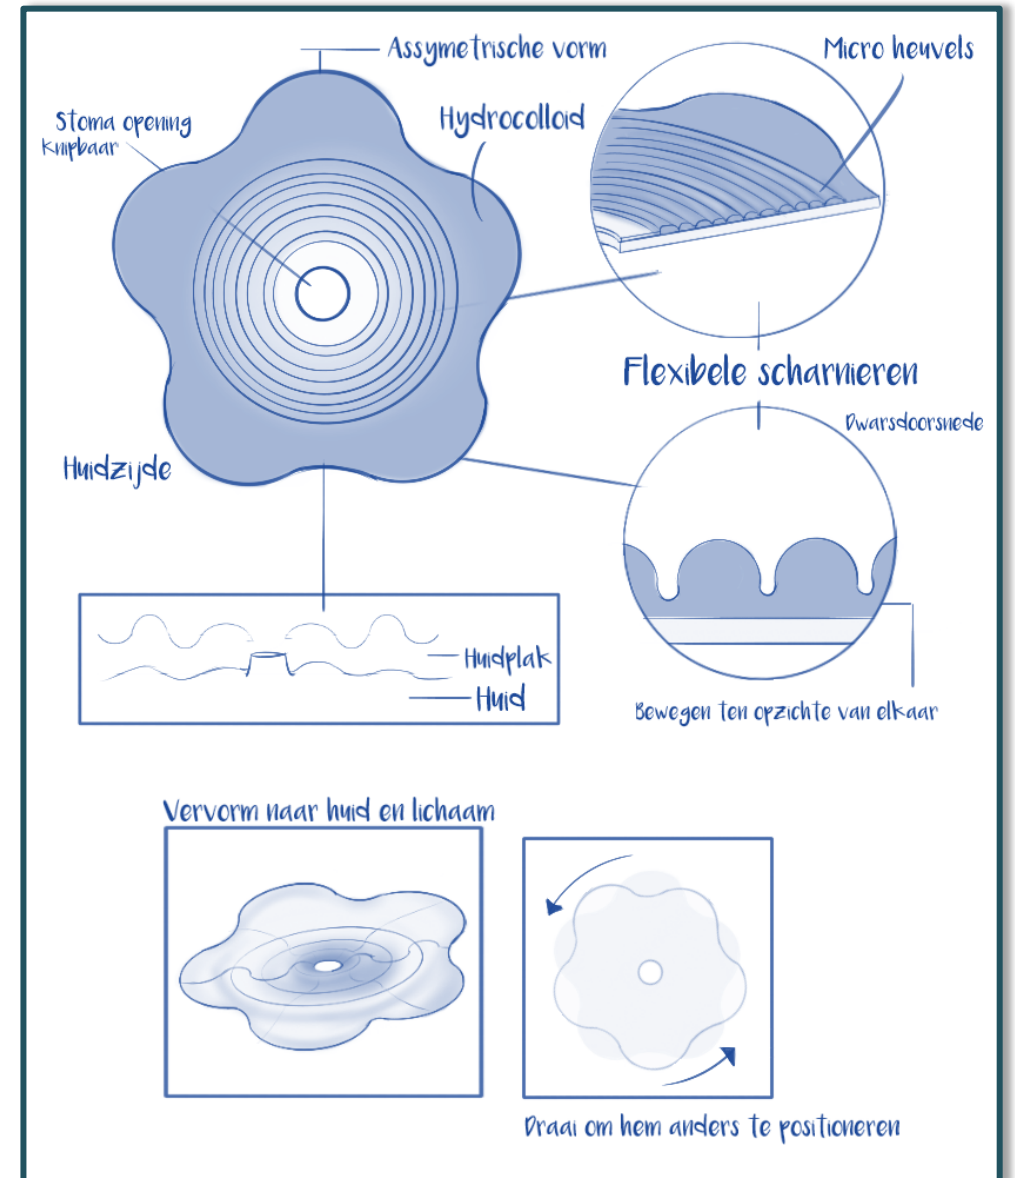 Assymetrische vorm
Micro heuvels
Stoma opening
knipbaar
Hydrocolloid
Flexibele scharnieren
Dwarsdoorsnede
Huidzijde
Huidplak
Huid
Bewegen ten opzichte van elkaar
Vervorm naar huid en lichaam
Draai om hem anders te positioneren